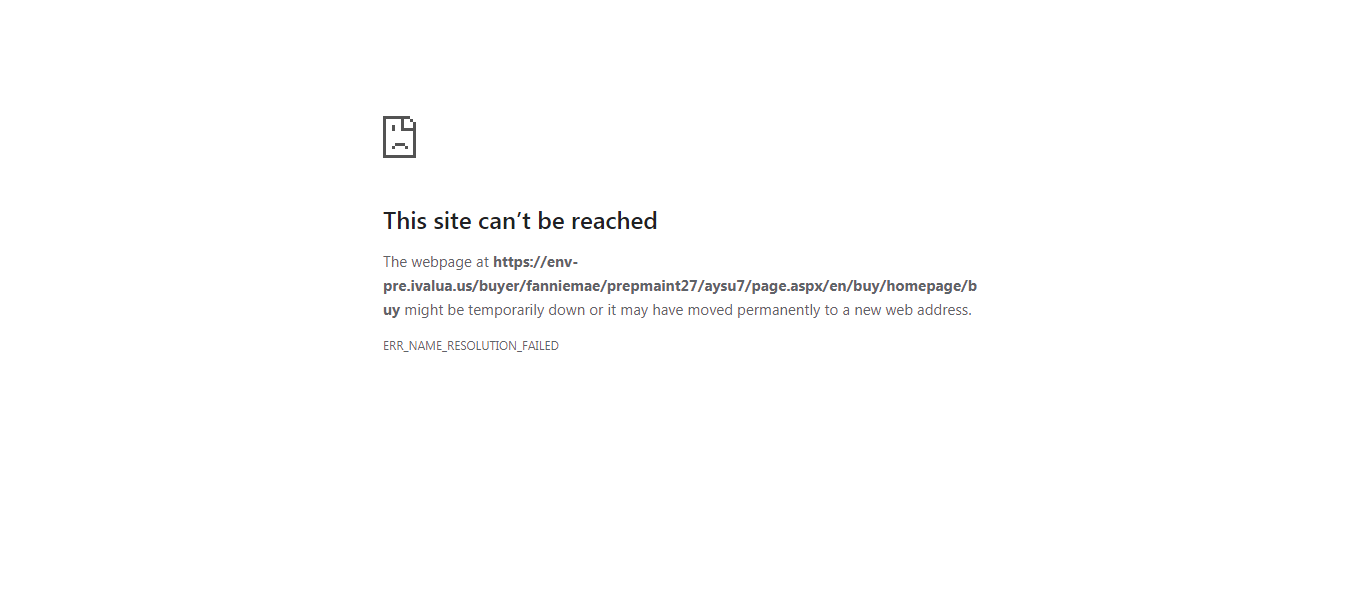 This site can’t be reached
The webpage at https://env-
pre.ivalua.us/buyer/fanniemae/prepmaint27/aysu7/page.aspx/en/buy/homepage/b
uy might be temporarily down or it may have moved permanently to a new web address.
ERR_NAME_RESOLUTION_FAILED